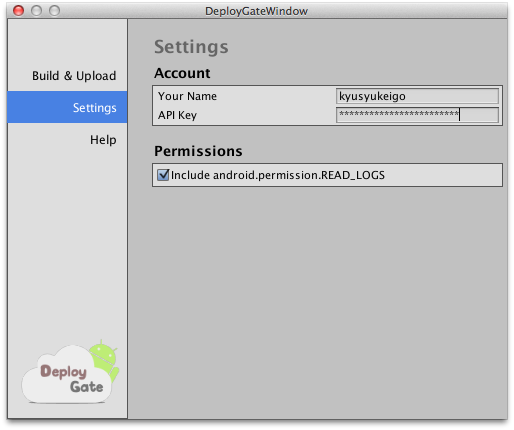 DeployGateWindow
Build & Upload
Settings
Help
Settings
Account
Your Name kyusyukeigo
API Key ************************
Permissions
Include android.permission.READ_LOGS
Deploy
Gate